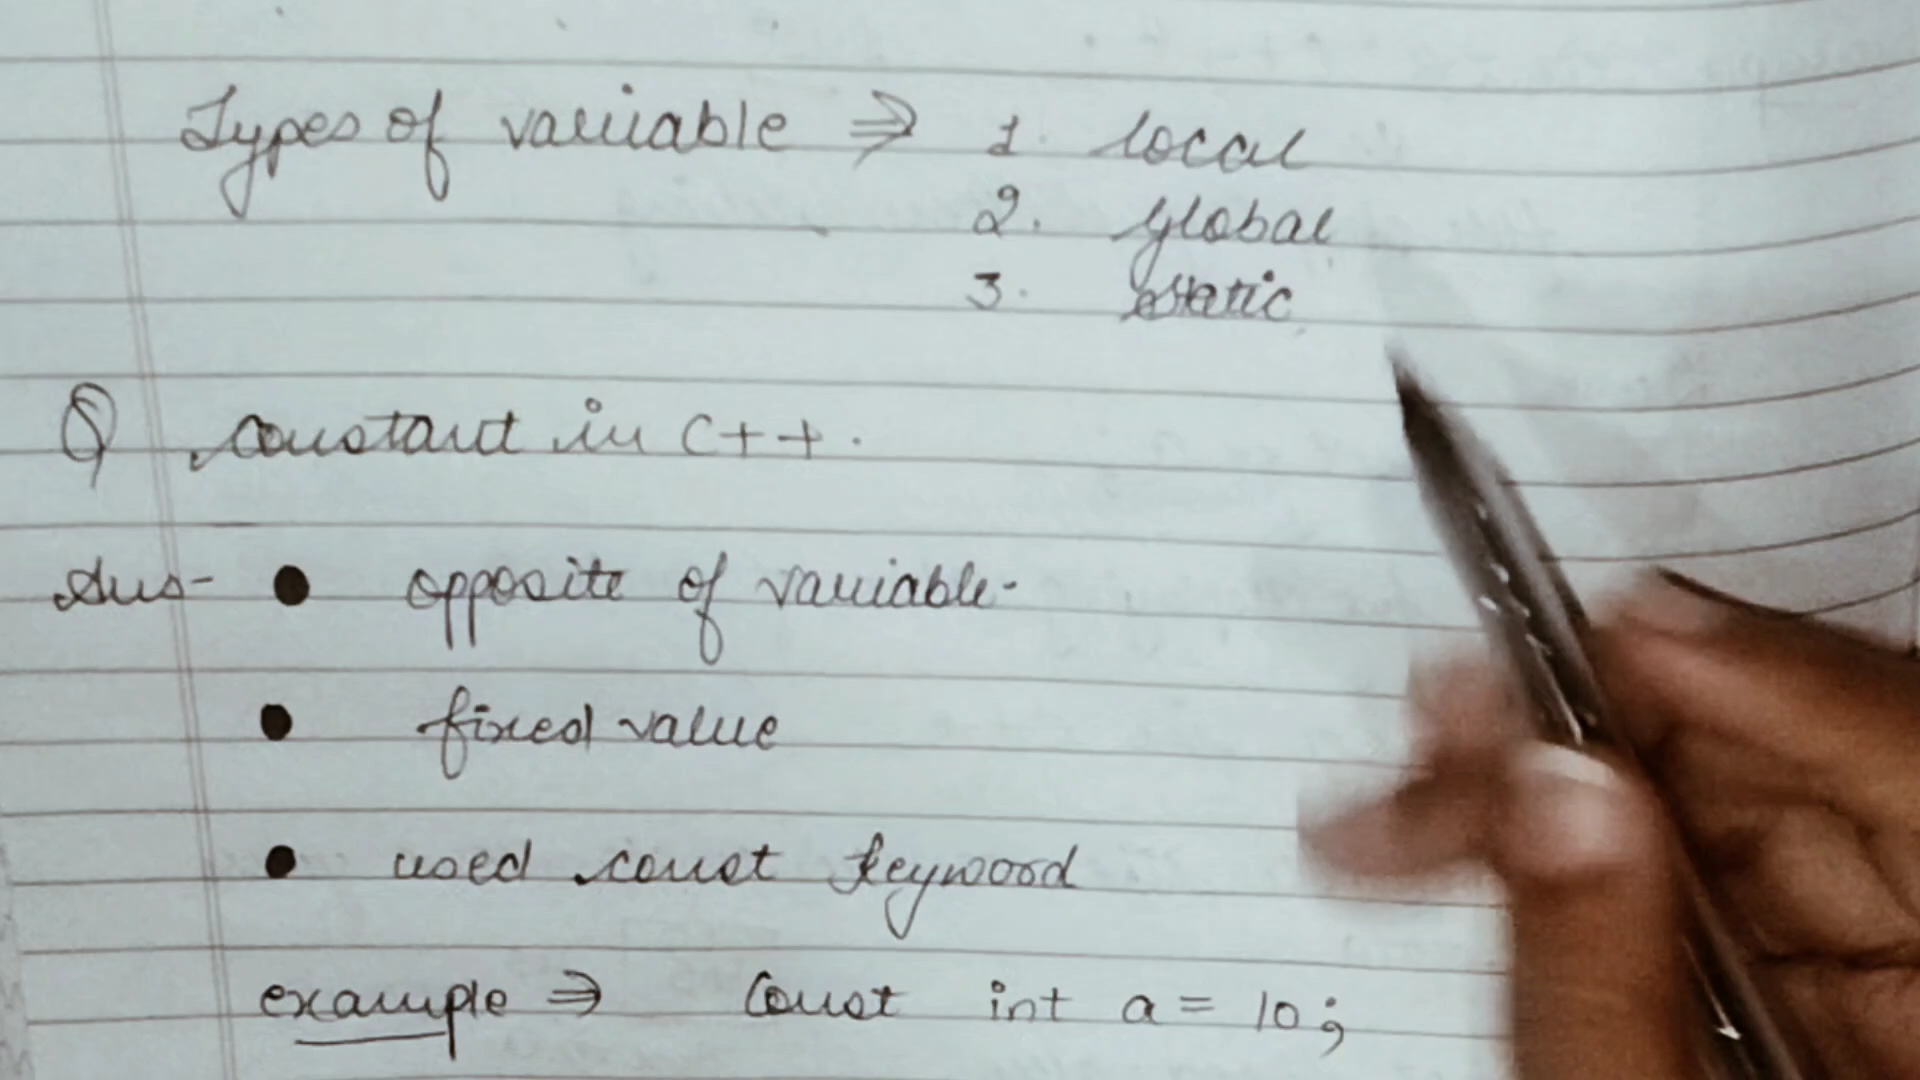 Types of variable ⇒ 1. local
2. Global
3. static
Q constant in C++.
Ans- ● opposite of variable-
● fixed value
● used const keyword
example ⇒ Const int a = 10;